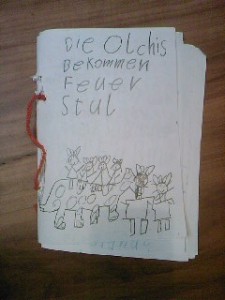 Die Olchis
Bekommen
Feuer
Stul